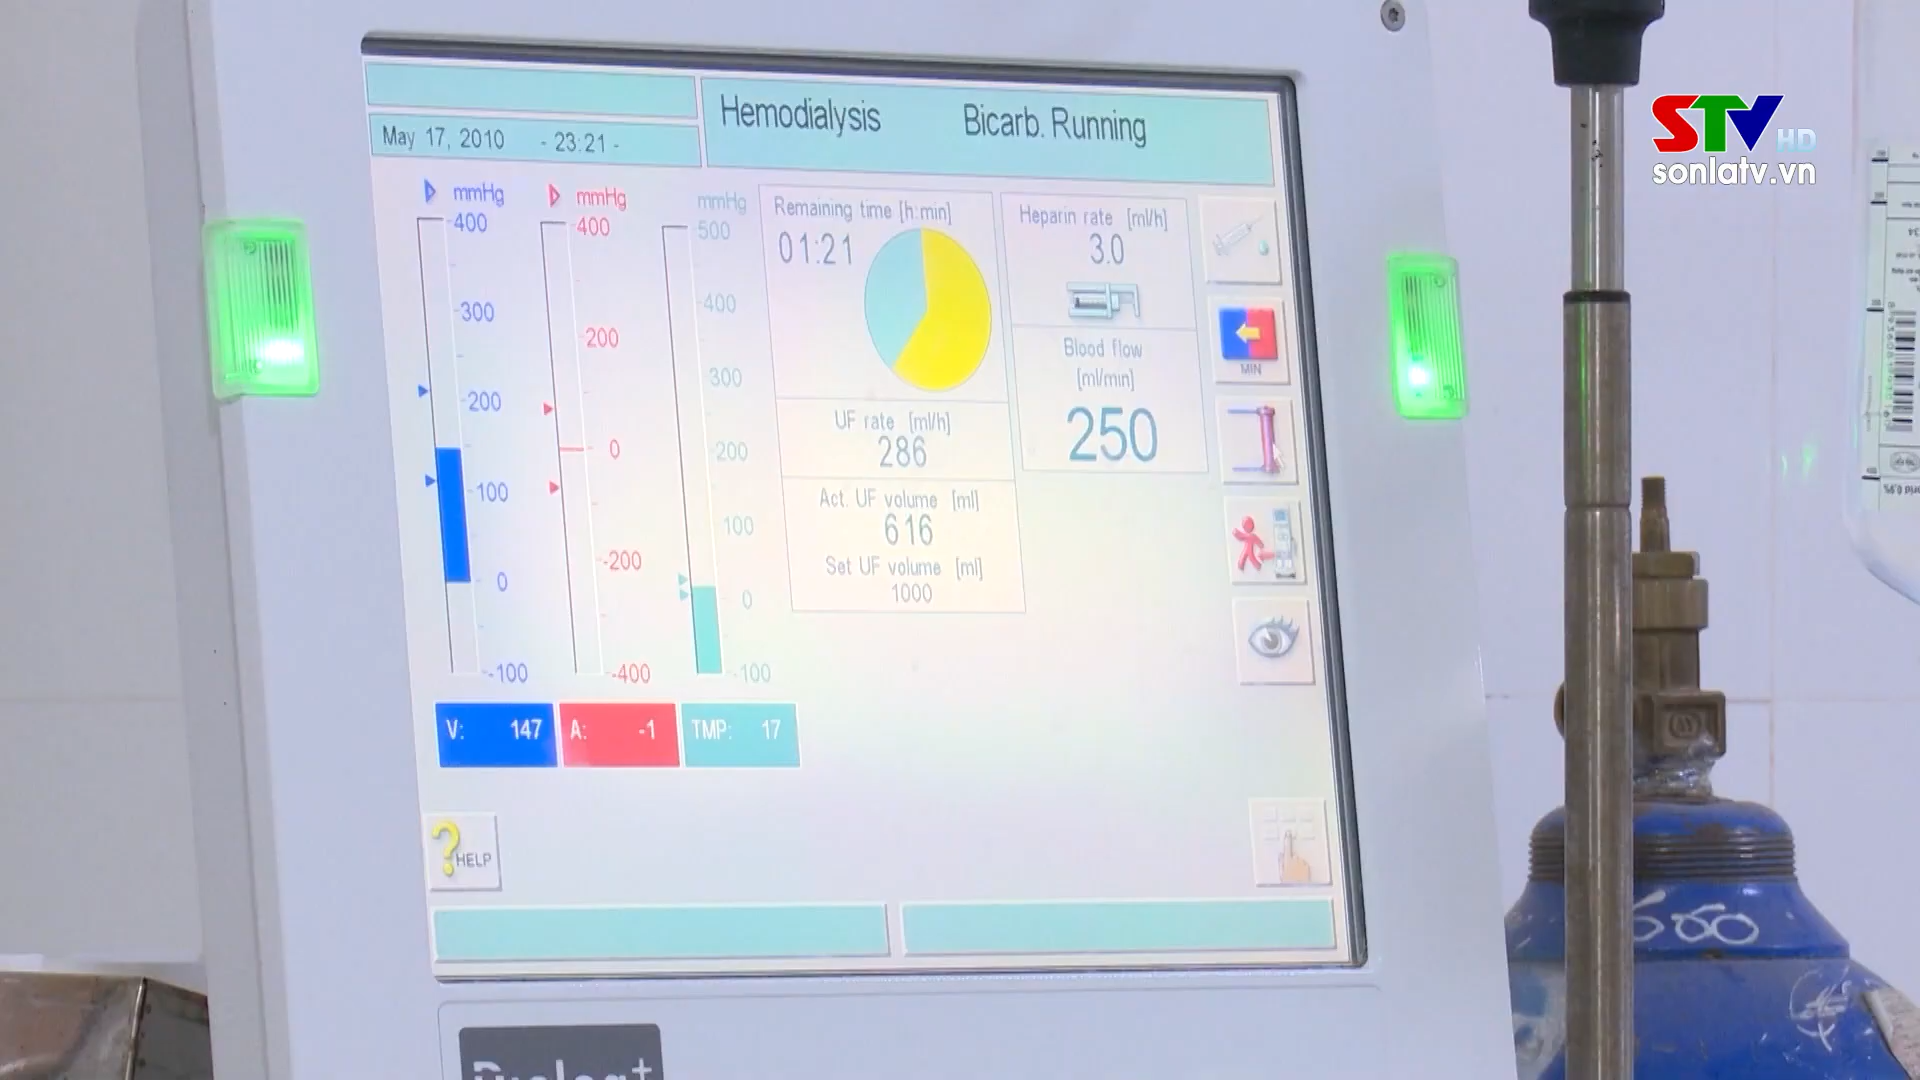 STV HD
sonlatv.vn
Hemodialysis Bicarb. Running
May 17, 2010 - 23:21 -
mmHg mmHg mmHg
400 400 500
300 200 400
200 0 300
100 -200 200
0 -400 100
-100 0
-100
Remaining time [h:min]
01:21
Heparin rate [ml/h]
3.0
Blood flow
[ml/min]
250
UF rate [ml/h]
286
Act. UF volume [ml]
616
Set UF volume [ml]
1000
MIN
V: 147 A: -1 TMP: 17
? HELP